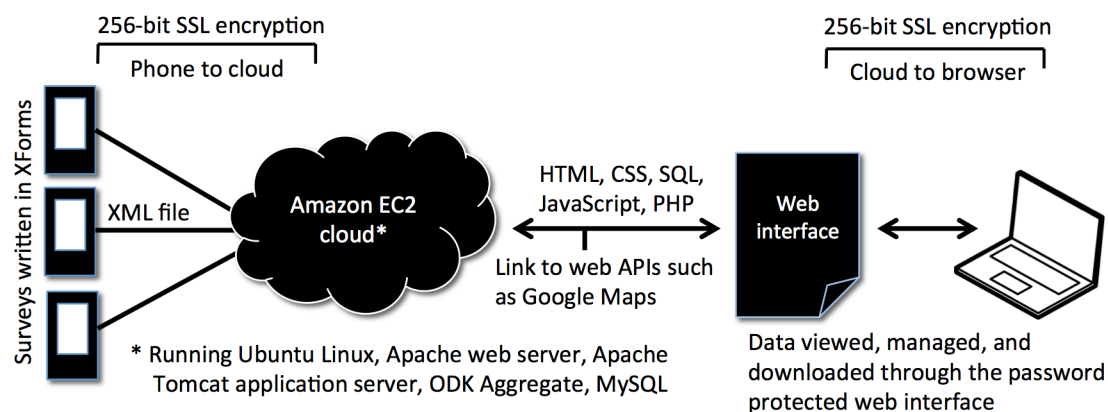 256-bit SSL encryption
Phone to cloud
256-bit SSL encryption
Cloud to browser
Surveys written in XForms
XML file
Amazon EC2
cloud*
HTML, CSS, SQL,
JavaScript, PHP
Link to web APIs such
as Google Maps
Web
interface
* Running Ubuntu Linux, Apache web server, Apache
Tomcat application server, ODK Aggregate, MySQL
Data viewed, managed, and
downloaded through the password
protected web interface